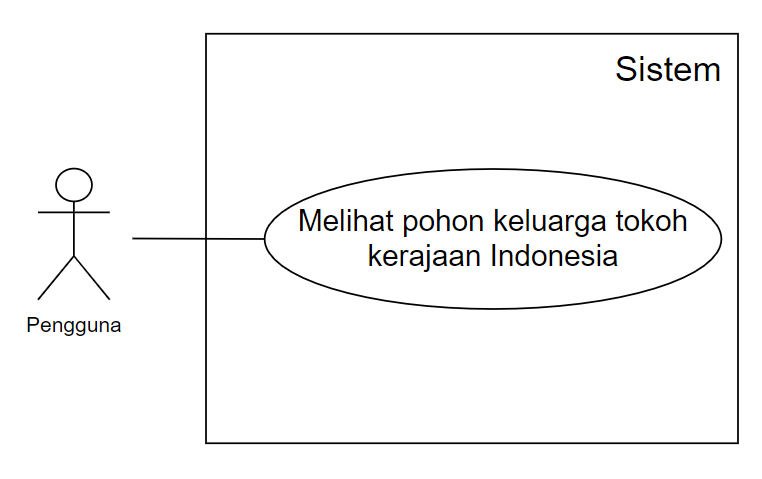 Sistem
Melihat pohon keluarga tokoh
kerajaan Indonesia
Pengguna